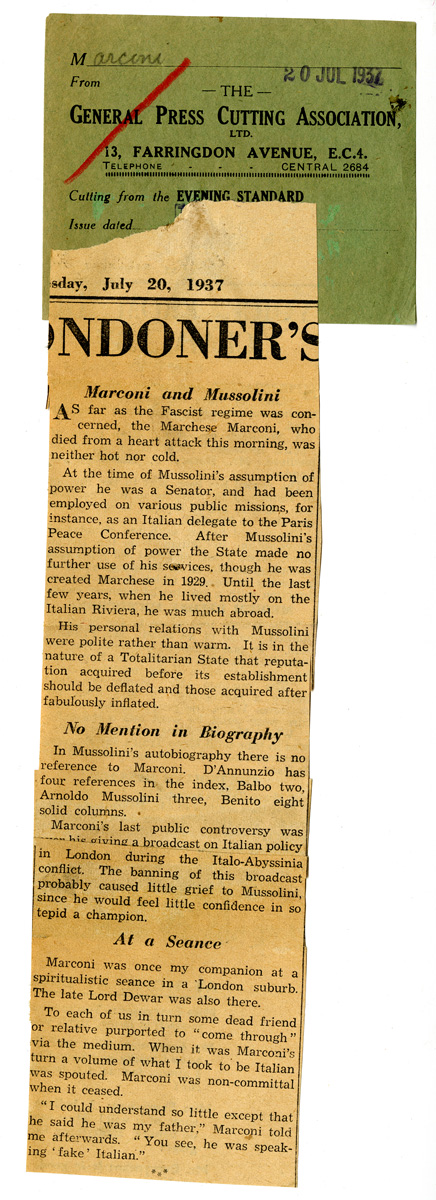 Marconi
20 JUL 1937
From
— THE —
GENERAL PRESS CUTTING ASSOCIATION,
LTD.
13, FARRINGDON AVENUE, E.C.4.
TELEPHONE - - - CENTRAL 2684
Cutting from the EVENING STANDARD
Issue dated
sday, July 20, 1937
ONDONER'S
Marconi and Mussolini
AS far as the Fascist regime was con-
cerned, the Marchese Marconi, who
died from a heart attack this morning, was
neither hot nor cold.
At the time of Mussolini's assumption of
power he was a Senator, and had been
employed on various public missions, for
instance, as an Italian delegate to the Paris
Peace Conference. After Mussolini's
assumption of power the State made no
further use of his services, though he was
created Marchese in 1929. Until the last
few years, when he lived mostly on the
Italian Riviera, he was much abroad.
His personal relations with Mussolini
were polite rather than warm. It is in the
nature of a Totalitarian State that reputa-
tion acquired before its establishment
should be deflated and those acquired after
fabulously inflated.
No Mention in Biography
In Mussolini's autobiography there is no
reference to Marconi. D'Annunzio has
four references in the index, Balbo two,
Arnoldo Mussolini three, Benito eight
solid columns.
Marconi's last public controversy was
over his giving a broadcast on Italian policy
in London during the Italo-Abyssinia
conflict. The banning of this broadcast
probably caused little grief to Mussolini,
since he would feel little confidence in so
tepid a champion.
At a Seance
Marconi was once my companion at a
spiritualistic seance in a London suburb.
The late Lord Dewar was also there.
To each of us in turn some dead friend
or relative purported to "come through"
via the medium. When it was Marconi's
turn a volume of what I took to be Italian
was spouted. Marconi was non-committal
when it ceased.
"I could understand so little except that
he said he was my father," Marconi told
me afterwards. "You see, he was speak-
ing 'fake' Italian."
***